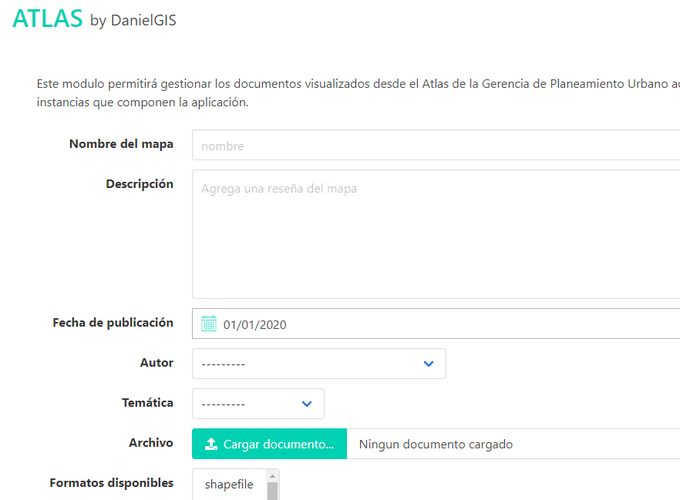 ATLAS by DanielGIS
Este modulo permitirá gestionar los documentos visualizados desde el Atlas de la Gerencia de Planeamiento Urbano
instancias que componen la aplicación.
Nombre del mapa
nombre
Descripción
Agrega una reseña del mapa
Fecha de publicación
01/01/2020
Autor
---------
Temática
---------
Archivo
Cargar documento...
Ningun documento cargado
Formatos disponibles
shapefile